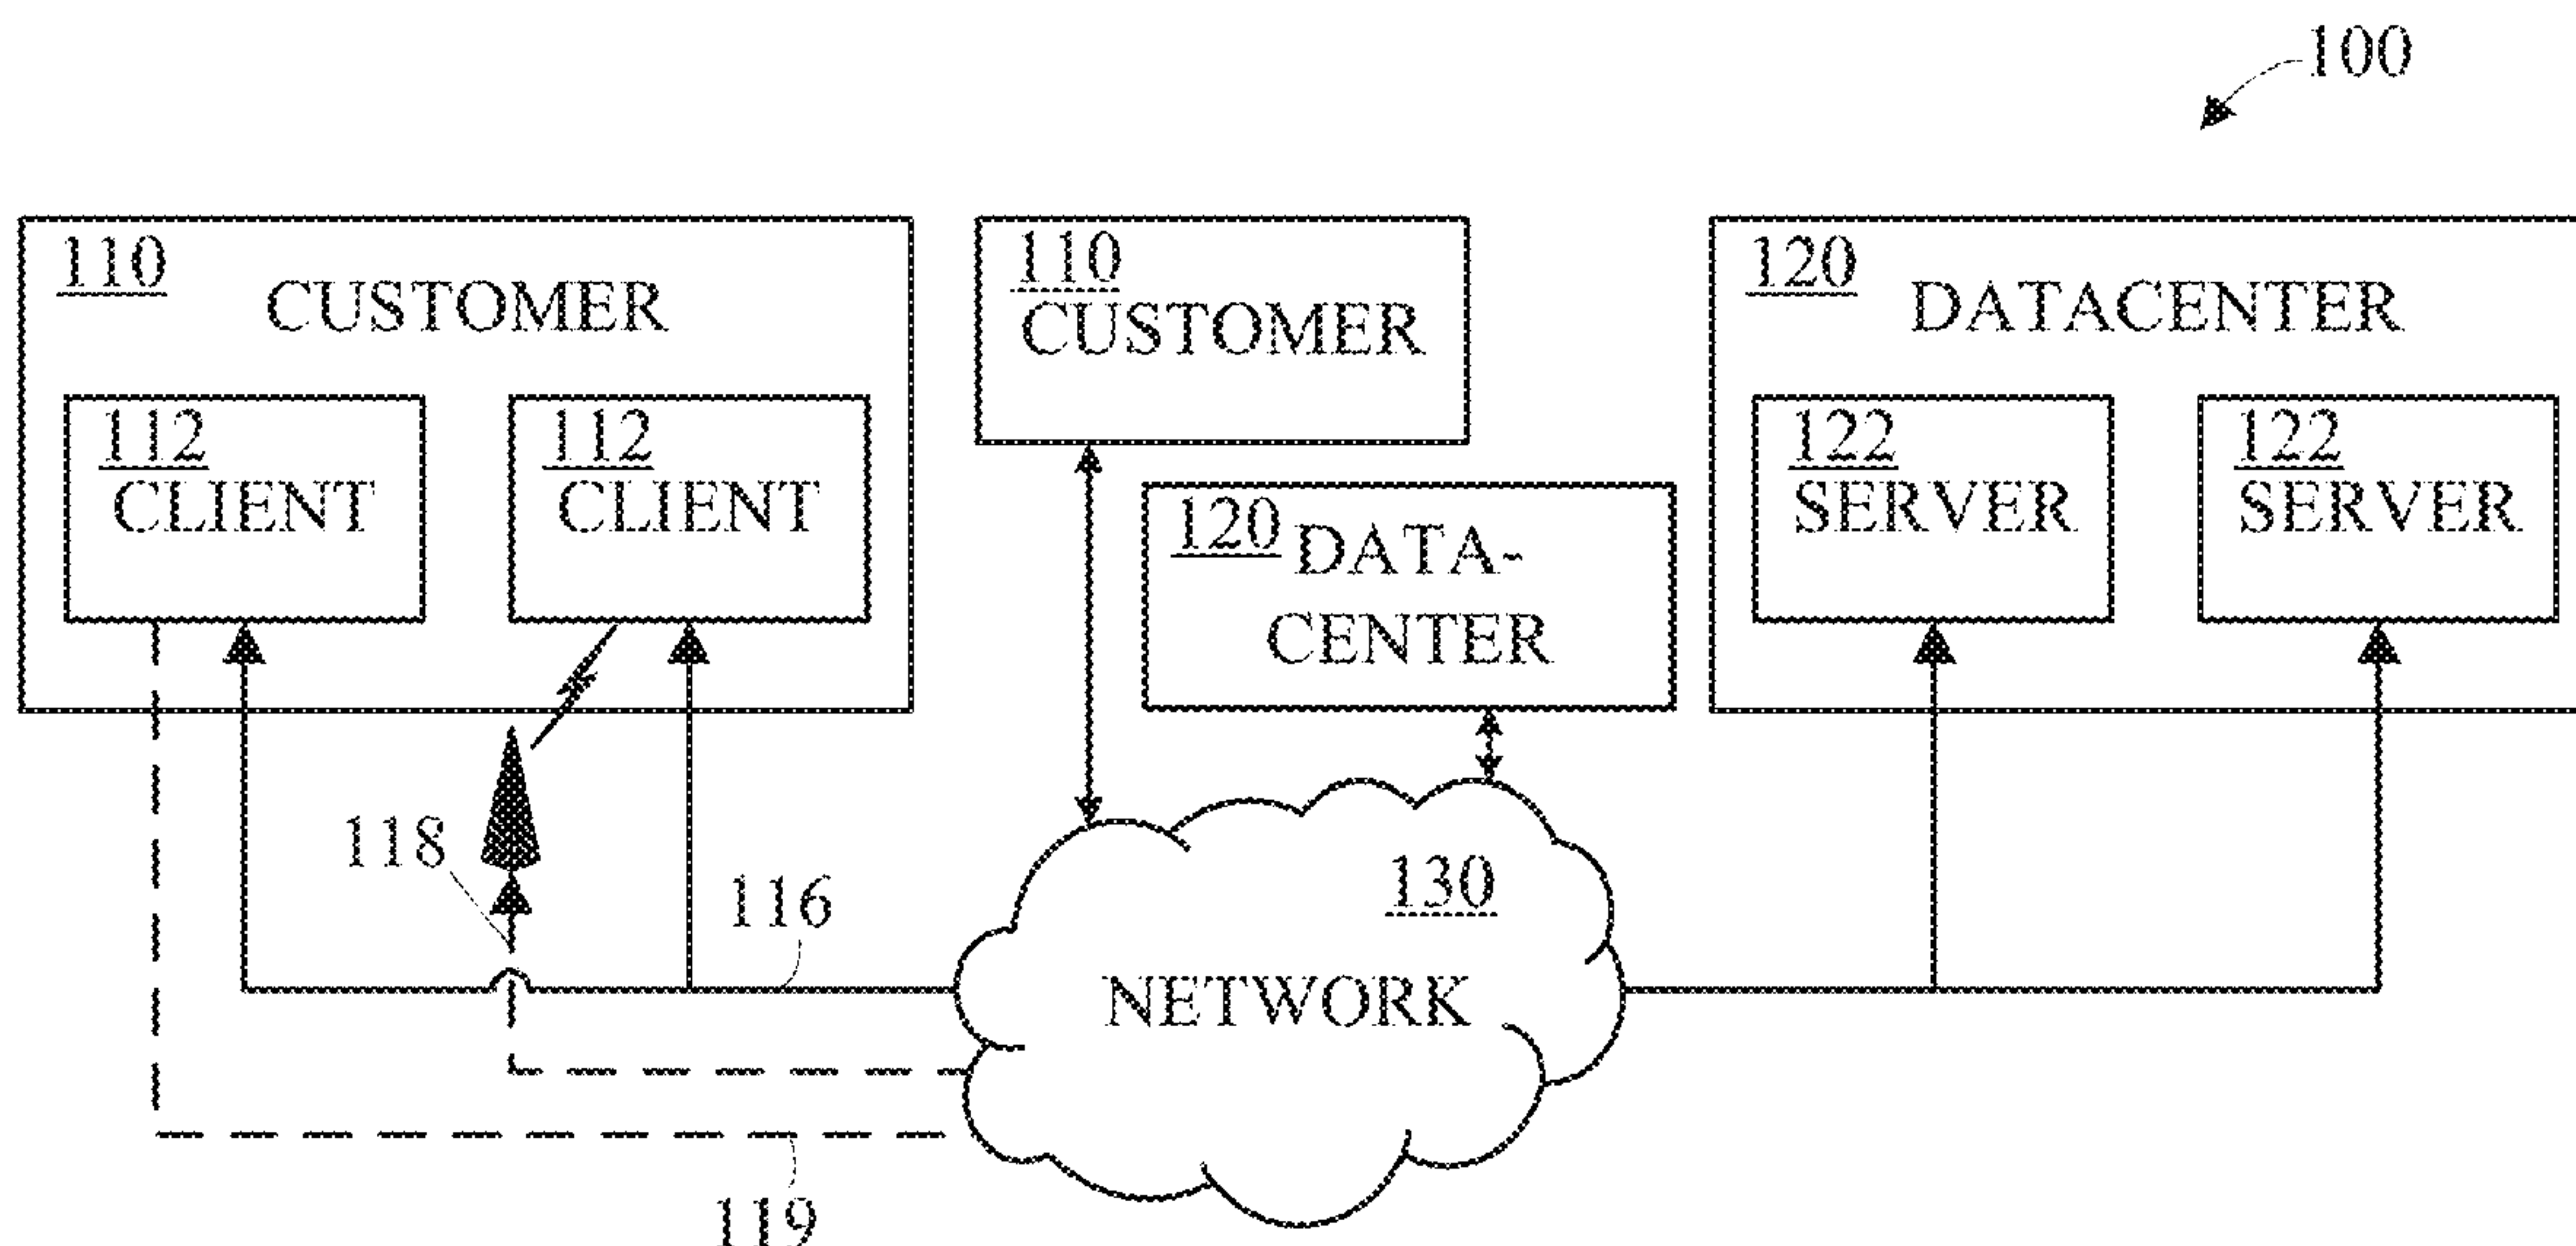 100
110
CUSTOMER
112
CLIENT
112
CLIENT
110
CUSTOMER
120 DATA-
CENTER
120
DATACENTER
122
SERVER
122
SERVER
118
116
130
NETWORK
119